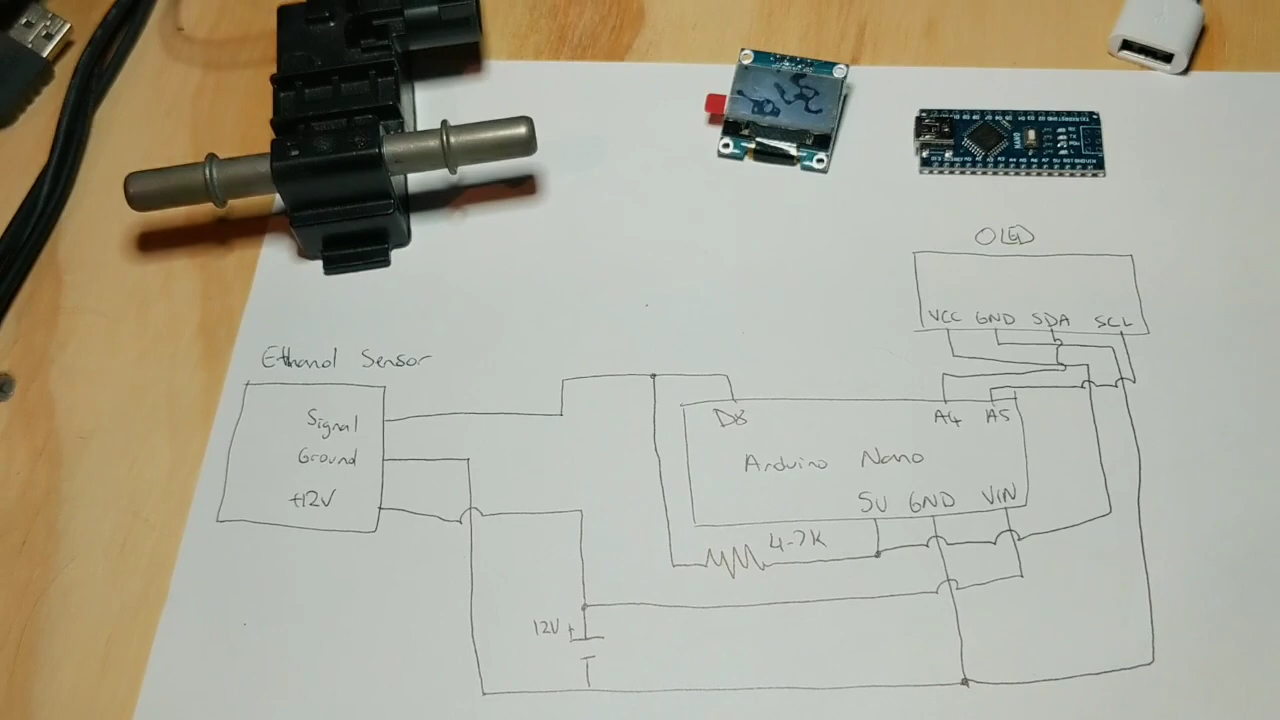 OLED
VCC GND SDA SCL
Ethanol Sensor
Signal
Ground
+12V
D8 A4 A5
Arduino Nano
5V GND VIN
4.7K
12V +
NANO